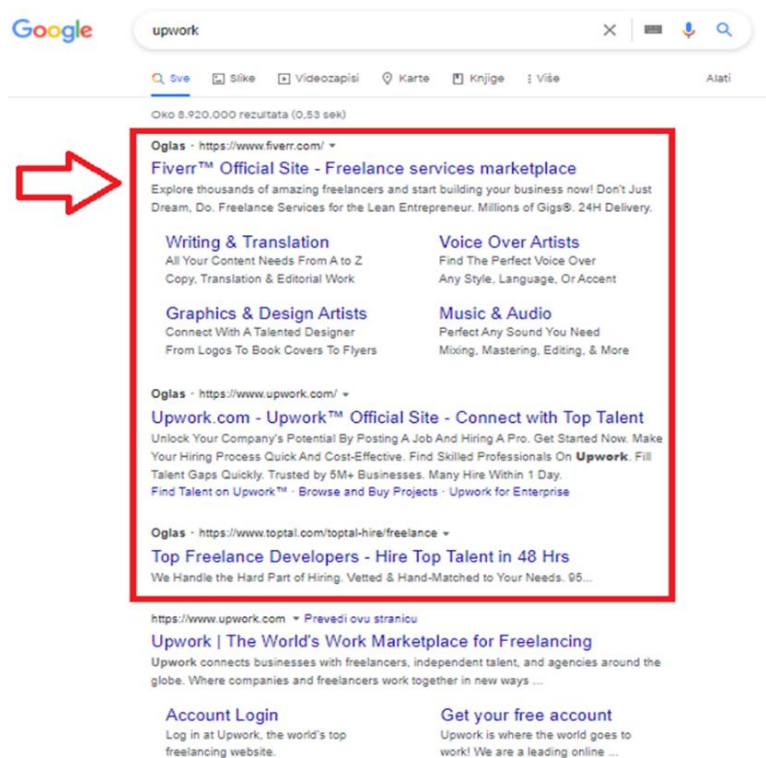 Google
upwork
Sve Slike Videozapisi Karte Knjige Više Alati
Oko 8.920.000 rezultata (0,53 sek)
Oglas · https://www.fiverr.com/
Fiverr™ Official Site - Freelance services marketplace
Explore thousands of amazing freelancers and start building your business now! Don't Just
Dream, Do. Freelance Services for the Lean Entrepreneur. Millions of Gigs®. 24H Delivery.
Writing & Translation
All Your Content Needs From A to Z
Copy, Translation & Editorial Work
Voice Over Artists
Find The Perfect Voice Over
Any Style, Language, Or Accent
Graphics & Design Artists
Connect With A Talented Designer
From Logos To Book Covers To Flyers
Music & Audio
Perfect Any Sound You Need
Mixing, Mastering, Editing, & More
Oglas · https://www.upwork.com/
Upwork.com - Upwork™ Official Site - Connect with Top Talent
Unlock Your Company's Potential By Posting A Job And Hiring A Pro. Get Started Now. Make
Your Hiring Process Quick And Cost-Effective. Find Skilled Professionals On Upwork. Fill
Talent Gaps Quickly. Trusted by 5M+ Businesses. Many Hire Within 1 Day.
Find Talent on Upwork™ · Browse and Buy Projects · Upwork for Enterprise
Oglas · https://www.toptal.com/toptal-hire/freelance
Top Freelance Developers - Hire Top Talent in 48 Hrs
We Handle the Hard Part of Hiring. Vetted & Hand-Matched to Your Needs. 95...
https://www.upwork.com Prevedi ovu stranicu
Upwork | The World's Work Marketplace for Freelancing
Upwork connects businesses with freelancers, independent talent, and agencies around the
globe. Where companies and freelancers work together in new ways ...
Account Login
Log in at Upwork, the world's top
freelancing website.
Get your free account
Upwork is where the world goes to
work! We are a leading online ...